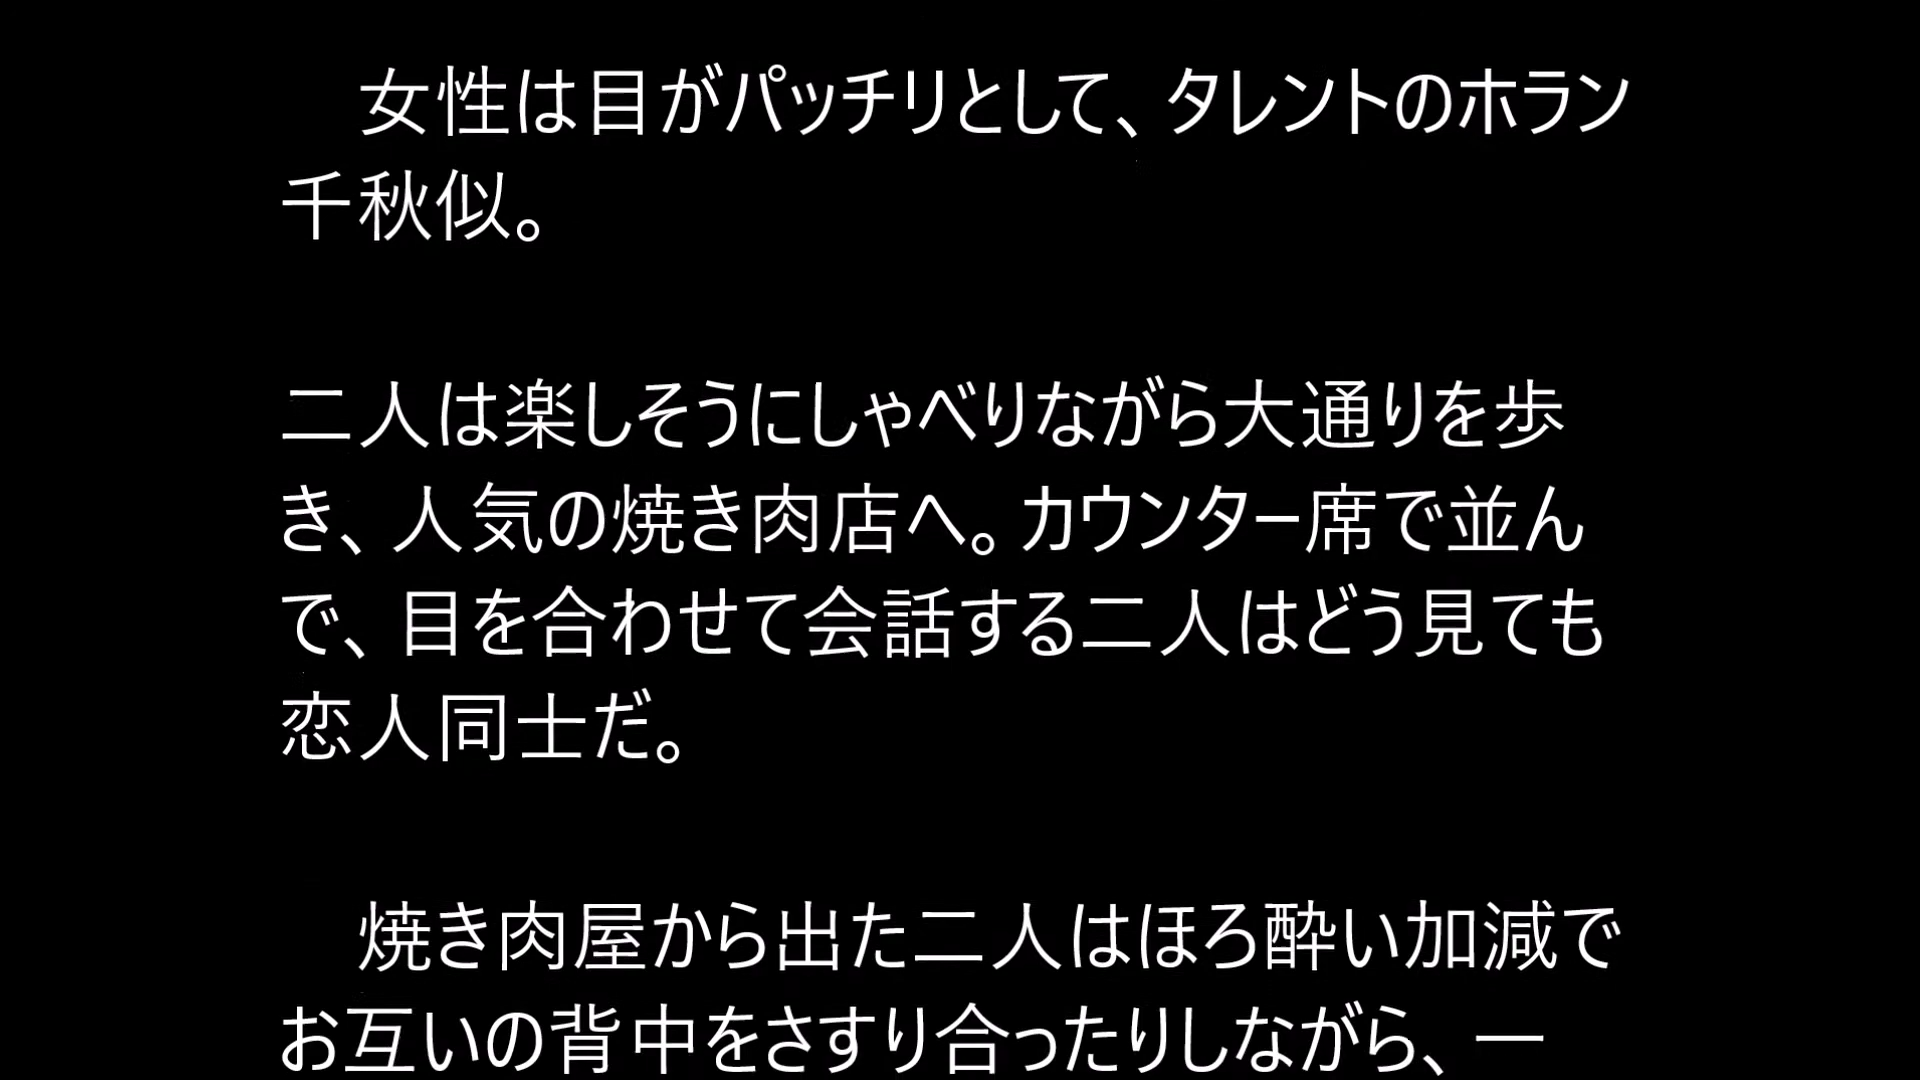 女性は目がパッチリとして、タレントのホラン
千秋似。
二人は楽しそうにしゃべりながら大通りを歩
き、人気の焼き肉店へ。カウンター席で並ん
で、目を合わせて会話する二人はどう見ても
恋人同士だ。
焼き肉屋から出た二人はほろ酔い加減で
お互いの背中をさすり合ったりしながら、一